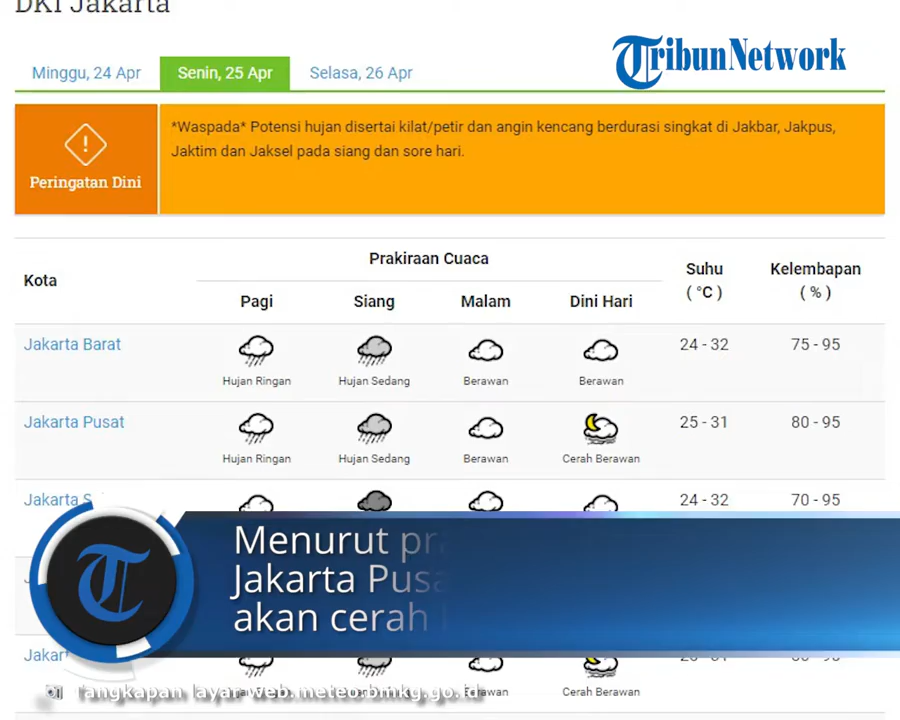 DKI Jakarta
TribunNetwork
Minggu, 24 Apr
Senin, 25 Apr
Selasa, 26 Apr
Peringatan Dini
*Waspada* Potensi hujan disertai kilat/petir dan angin kencang berdurasi singkat di Jakbar, Jakpus,
Jaktim dan Jaksel pada siang dan sore hari.
Kota
Prakiraan Cuaca
Suhu
( °C )
Kelembapan
( % )
Pagi
Siang
Malam
Dini Hari
Jakarta Barat
24 - 32
75 - 95
Hujan Ringan
Hujan Sedang
Berawan
Berawan
Jakarta Pusat
25 - 31
80 - 95
Hujan Ringan
Hujan Sedang
Berawan
Cerah Berawan
Jakarta
24 - 32
70 - 95
Menurut
Jakarta
akan cerah
Cerah Berawan
Tangkapan layar web.meteo.bmkg.go.id